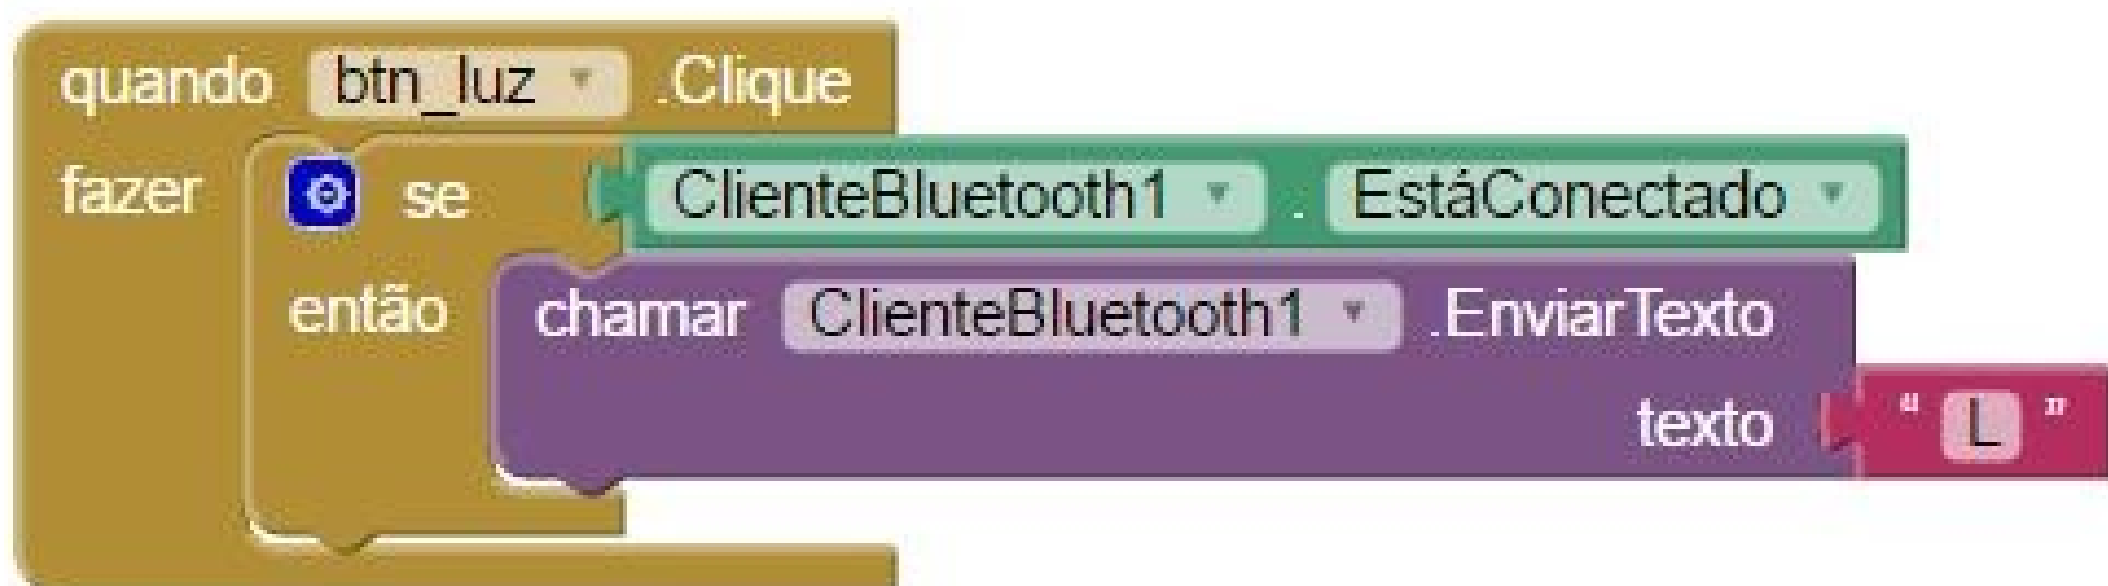 quando btn_luz .Clique
fazer se ClienteBluetooth1 . EstáConectado
então chamar ClienteBluetooth1 .EnviarTexto
texto " L "